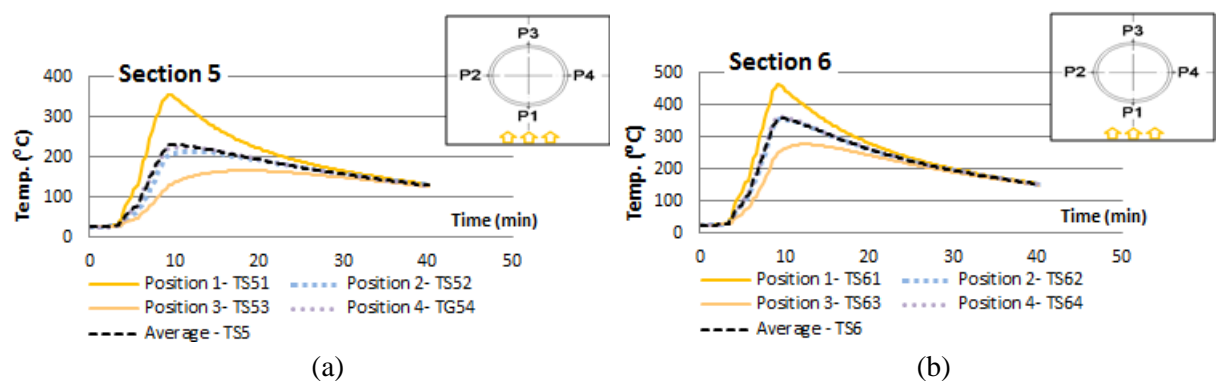 Section 5
Temp. (°C)
400
300
200
100
0
0 10 20 30 40 50
Time (min)
P3
P2 P4
P1
Position 1- TS51 Position 2- TS52
Position 3- TS53 Position 4- TG54
Average - TS5
(a)
Section 6
Temp. (ºC)
500
400
300
200
100
0
0 10 20 30 40 50
Time (min)
P3
P2 P4
P1
Position 1- TS61 Position 2- TS62
Position 3- TS63 Position 4- TS64
Average - TS6
(b)